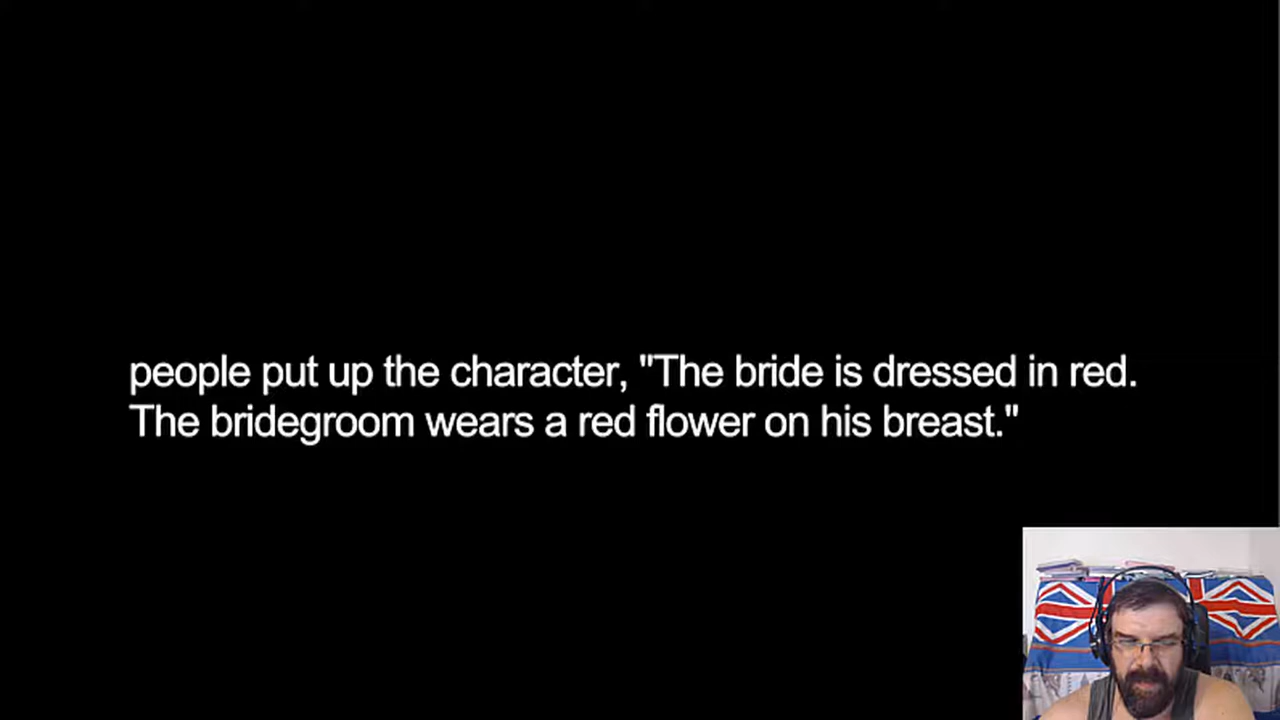 people put up the character, "The bride is dressed in red.
The bridegroom wears a red flower on his breast."